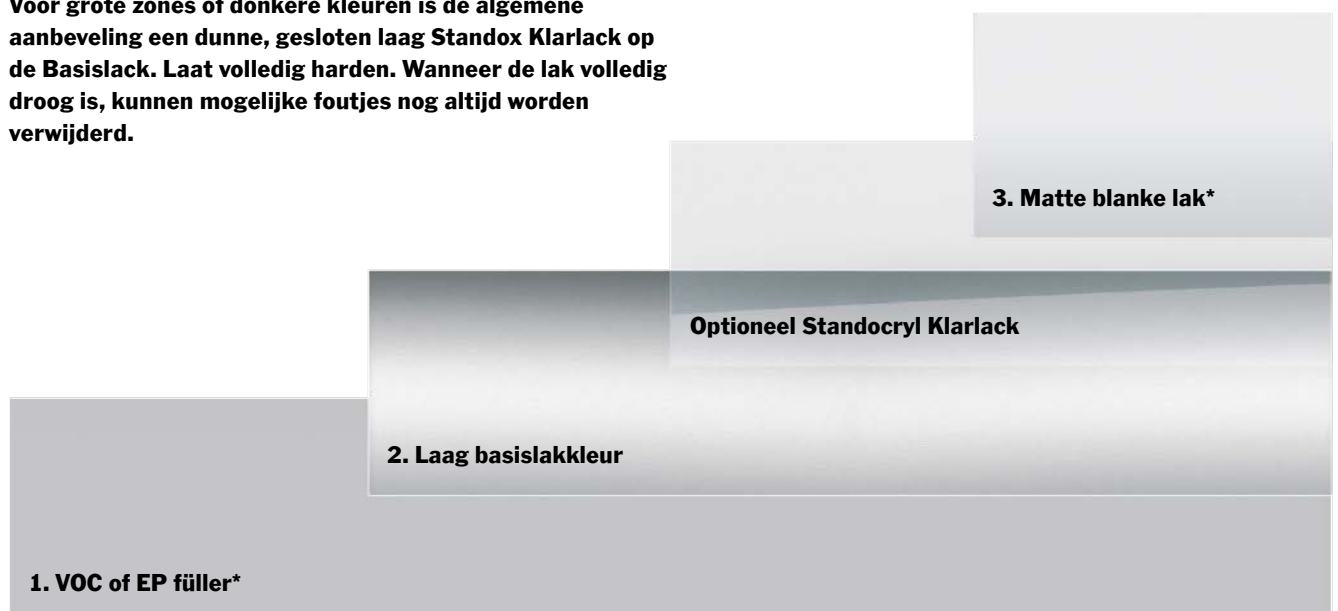 Voor grote zones of donkere kleuren is de algemene
aanbeveling een dunne, gesloten laag Standox Klarlack op
de Basislack. Laat volledig harden. Wanneer de lak volledig
droog is, kunnen mogelijke foutjes nog altijd worden
verwijderd.
3. Matte blanke lak*
Optioneel Standocryl Klarlack
2. Laag basislakkleur
1. VOC of EP füller*